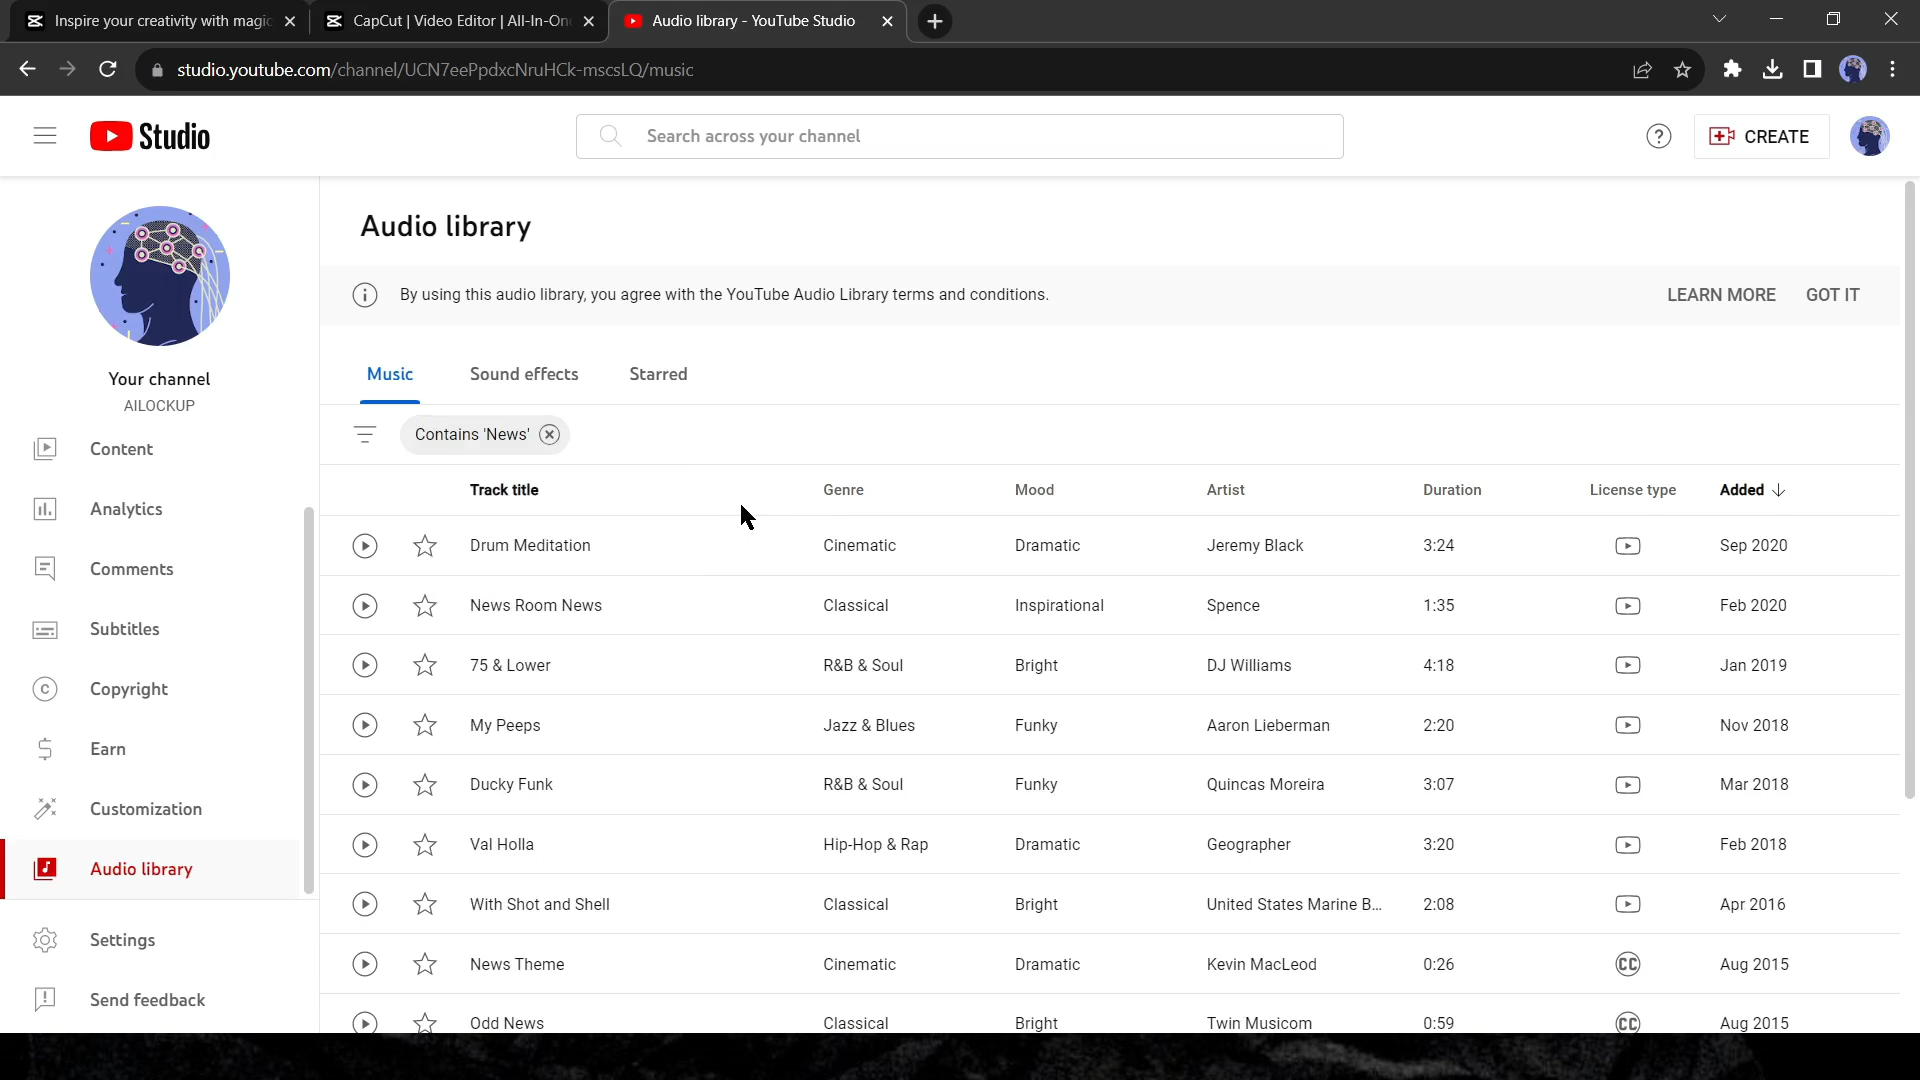 Inspire your creativity with magic
CapCut | Video Editor | All-In-One
Audio library - YouTube Studio
studio.youtube.com/channel/UCN7eePpdxcNruHCk-mscsLQ/music
Studio
Search across your channel
CREATE
Your channel
AILOCKUP
Content
Analytics
Comments
Subtitles
Copyright
Earn
Customization
Audio library
Settings
Send feedback
Audio library
By using this audio library, you agree with the YouTube Audio Library terms and conditions.
LEARN MORE GOT IT
Music Sound effects Starred
Contains 'News'
Track title Genre Mood Artist Duration License type Added
Drum Meditation Cinematic Dramatic Jeremy Black 3:24 Sep 2020
News Room News Classical Inspirational Spence 1:35 Feb 2020
75 & Lower R&B & Soul Bright DJ Williams 4:18 Jan 2019
My Peeps Jazz & Blues Funky Aaron Lieberman 2:20 Nov 2018
Ducky Funk R&B & Soul Funky Quincas Moreira 3:07 Mar 2018
Val Holla Hip-Hop & Rap Dramatic Geographer 3:20 Feb 2018
With Shot and Shell Classical Bright United States Marine B... 2:08 Apr 2016
News Theme Cinematic Dramatic Kevin MacLeod 0:26 CC Aug 2015
Odd News Classical Bright Twin Musicom 0:59 CC Aug 2015